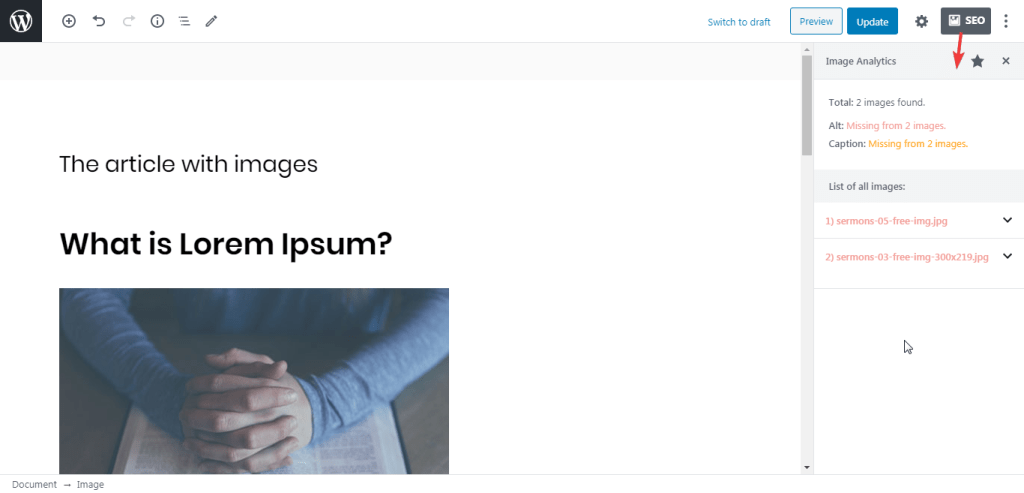 Switch to draft
Preview
Update
SEO
Image Analytics
Total: 2 images found.
Alt: Missing from 2 images.
Caption: Missing from 2 images.
List of all images:
1) sermons-05-free-img.jpg
2) sermons-03-free-img-300x219.jpg
The article with images
What is Lorem Ipsum?
Document → Image